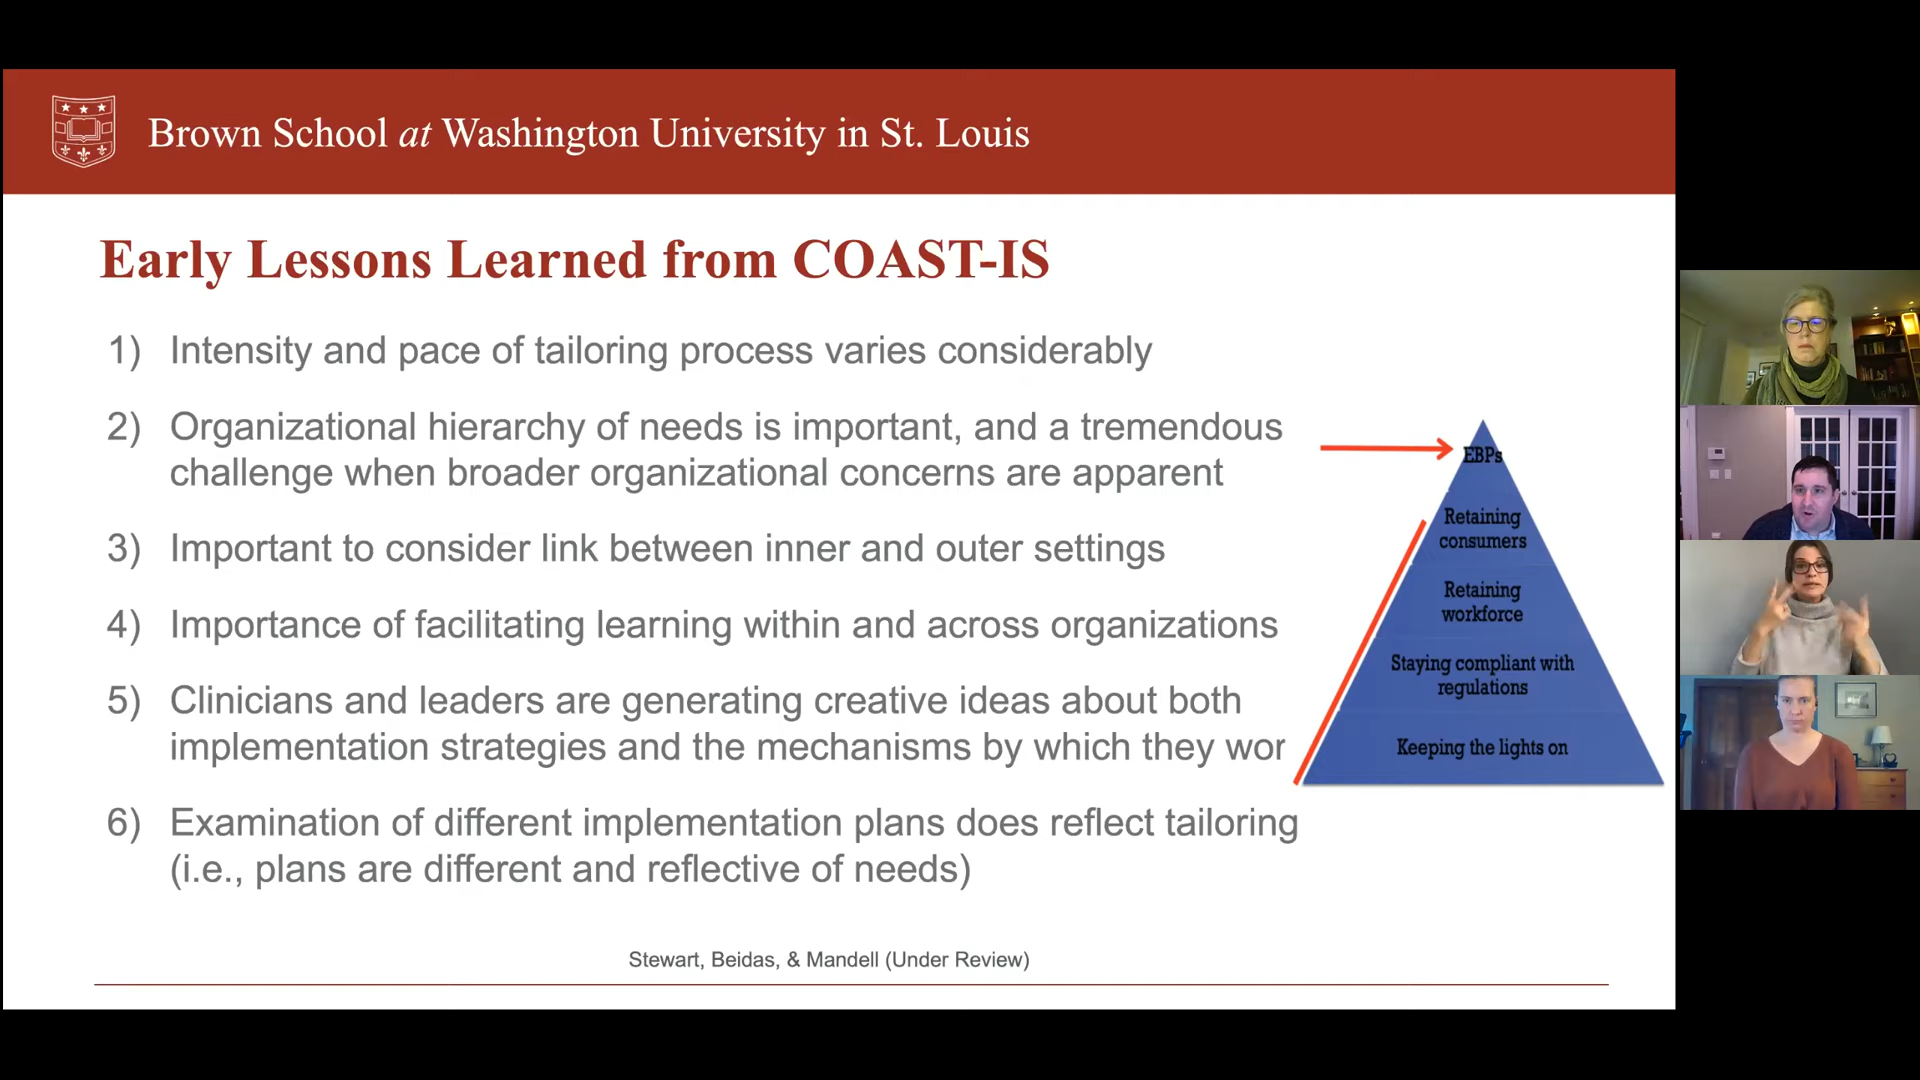 Brown School at Washington University in St. Louis
Early Lessons Learned from COAST-IS
1) Intensity and pace of tailoring process varies considerably
2) Organizational hierarchy of needs is important, and a tremendous
challenge when broader organizational concerns are apparent
3) Important to consider link between inner and outer settings
4) Importance of facilitating learning within and across organizations
5) Clinicians and leaders are generating creative ideas about both
implementation strategies and the mechanisms by which they wor
6) Examination of different implementation plans does reflect tailoring
(i.e., plans are different and reflective of needs)
EBPs
Retaining
consumers
Retaining
workforce
Staying compliant with
regulations
Keeping the lights on
Stewart, Beidas, & Mandell (Under Review)